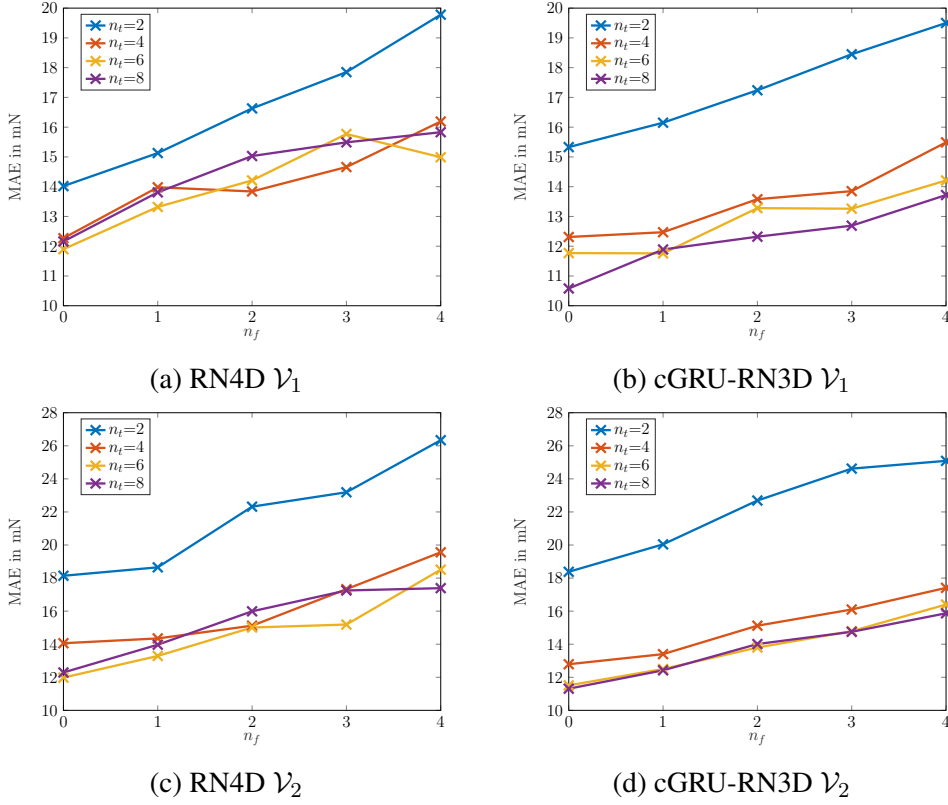 20
19
18
17
16
15
14
13
12
11
10
MAE in mN
n_t=2
n_t=4
n_t=6
n_t=8
0 1 2 3 4
n_f
(a) RN4D 𝒱₁
20
19
18
17
16
15
14
13
12
11
10
MAE in mN
n_t=2
n_t=4
n_t=6
n_t=8
0 1 2 3 4
n_f
(b) cGRU-RN3D 𝒱₁
28
26
24
22
20
18
16
14
12
10
MAE in mN
n_t=2
n_t=4
n_t=6
n_t=8
0 1 2 3 4
n_f
(c) RN4D 𝒱₂
28
26
24
22
20
18
16
14
12
10
MAE in mN
n_t=2
n_t=4
n_t=6
n_t=8
0 1 2 3 4
n_f
(d) cGRU-RN3D 𝒱₂